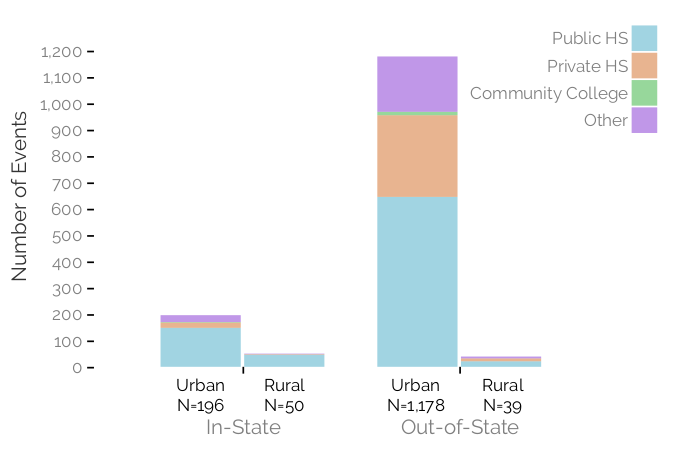 Public HS
Private HS
Community College
Other
Number of Events
1,200
1,100
1,000
900
800
700
600
500
400
300
200
100
0
Urban
N=196
Rural
N=50
In-State
Urban
N=1,178
Rural
N=39
Out-of-State